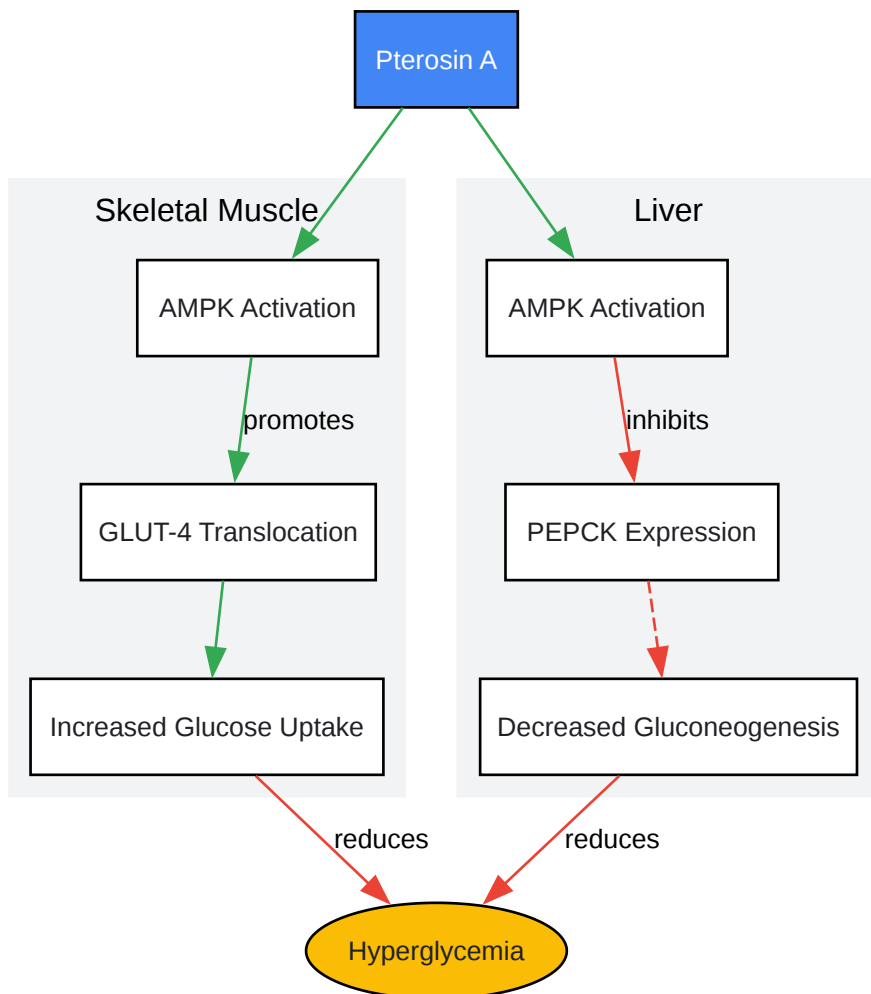 Pterosin A
Skeletal Muscle
Liver
AMPK Activation
AMPK Activation
promotes
inhibits
GLUT-4 Translocation
PEPCK Expression
Increased Glucose Uptake
Decreased Gluconeogenesis
reduces
reduces
Hyperglycemia